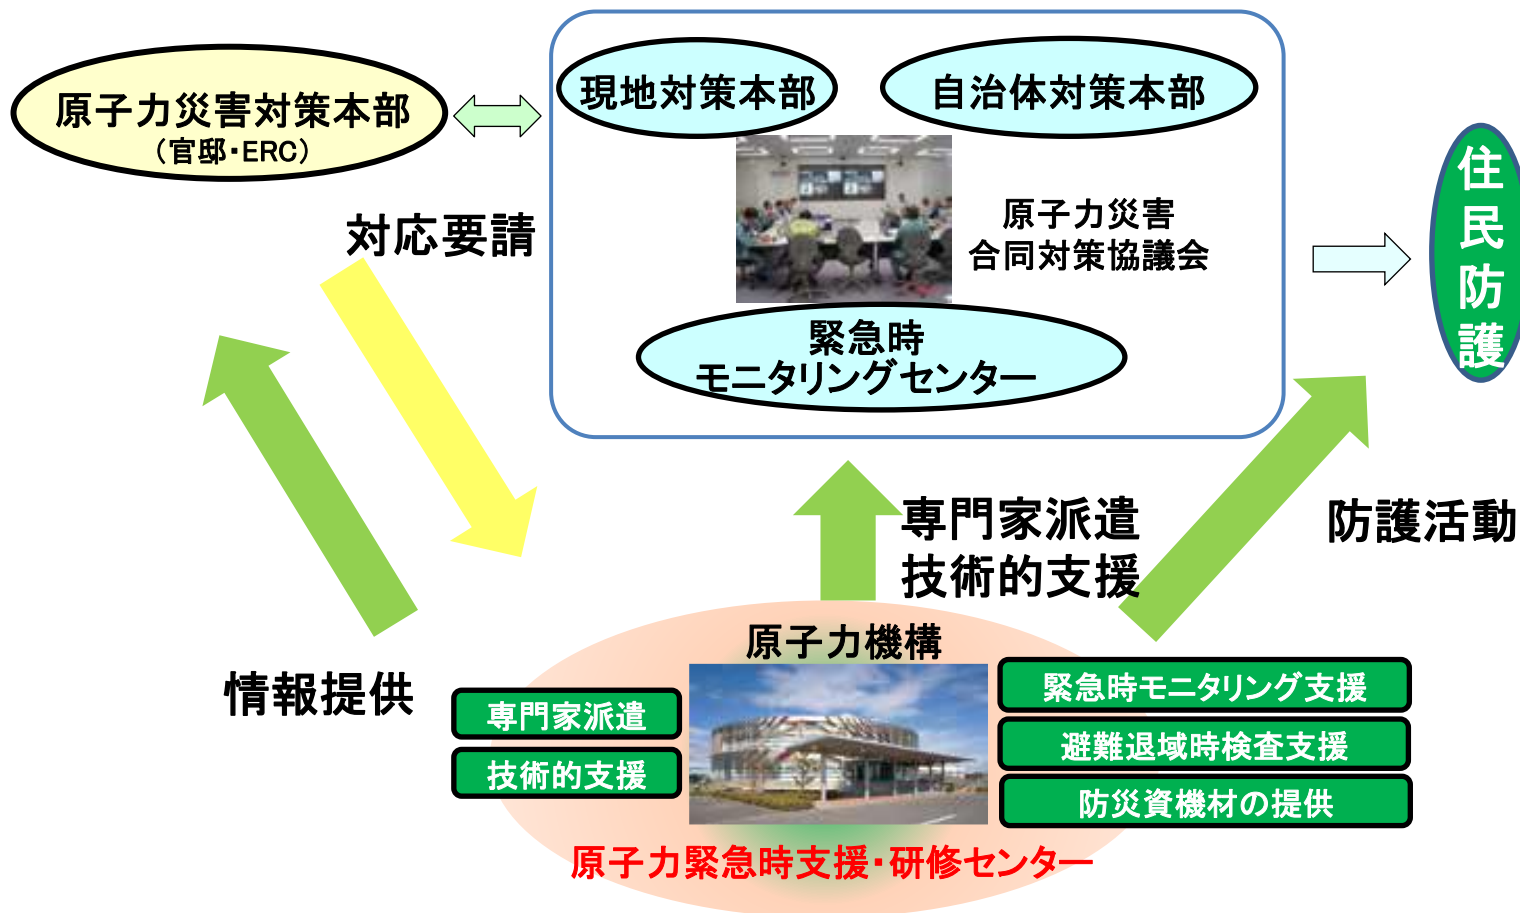 原子力災害対策本部
（官邸・ERC）
現地対策本部
自治体対策本部
原子力災害
合同対策協議会
緊急時
モニタリングセンター
住民防護
対応要請
情報提供
専門家派遣
技術的支援
防護活動
原子力機構
専門家派遣
技術的支援
緊急時モニタリング支援
避難退域時検査支援
防災資機材の提供
原子力緊急時支援・研修センター